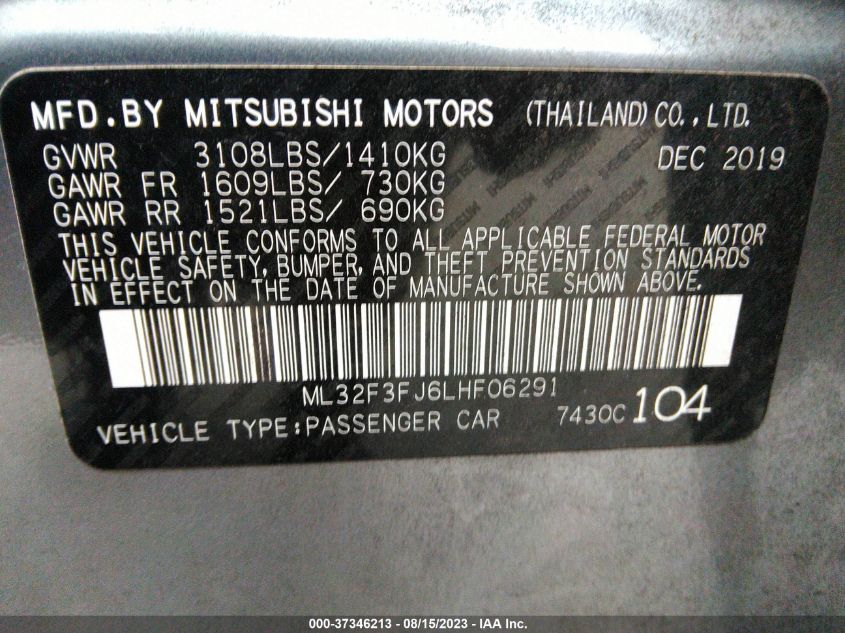 MFD.BY MITSUBISHI MOTORS (THAILAND) CO.,LTD.
GVWR 3108LBS/1410KG DEC 2019
GAWR FR 1609LBS/ 730KG
GAWR RR 1521LBS/ 690KG
THIS VEHICLE CONFORMS TO ALL APPLICABLE FEDERAL MOTOR
VEHICLE SAFETY, BUMPER, AND THEFT PREVENTION STANDARDS
IN EFFECT ON THE DATE OF MANUFACTURE SHOWN ABOVE.
ML32F3FJ6LHF06291
VEHICLE TYPE:PASSENGER CAR 7430C 104
000-37346213 - 08/15/2023 - IAA Inc.